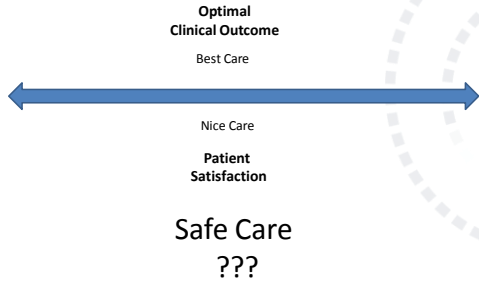 Optimal
Clinical Outcome
Best Care
Nice Care
Patient
Satisfaction
Safe Care
???